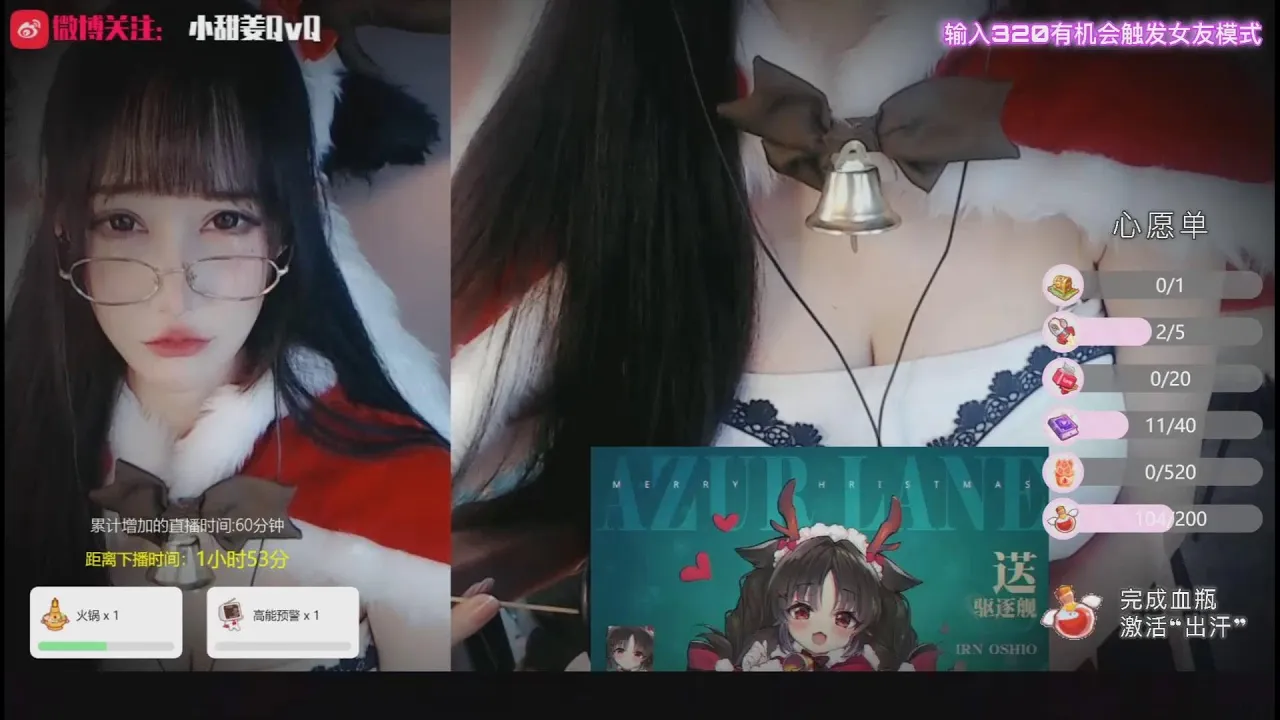 微博关注: 小甜姜QvQ
输入320有机会触发女友模式
心愿单
0/1
2/5
0/20
11/40
0/520
104/200
完成血瓶
激活“出汗”
累计增加的直播时间:60分钟
距离下播时间: 1小时53分
火锅 x 1
高能预警 x 1
AZUR LANE
MERRY CHRISTMAS
送
驱逐舰